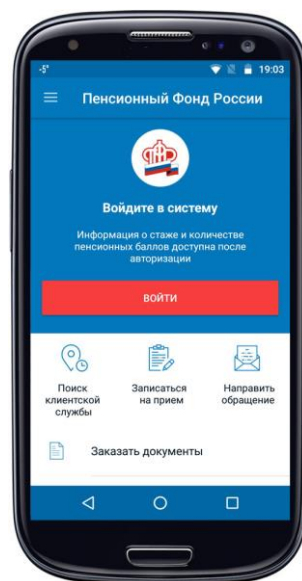 -5°
19:03
Пенсионный Фонд России
Войдите в систему
Информация о стаже и количестве
пенсионных баллов доступна после
авторизации
ВОЙТИ
Поиск
клиентской
службы
Записаться
на прием
Направить
обращение
Заказать документы